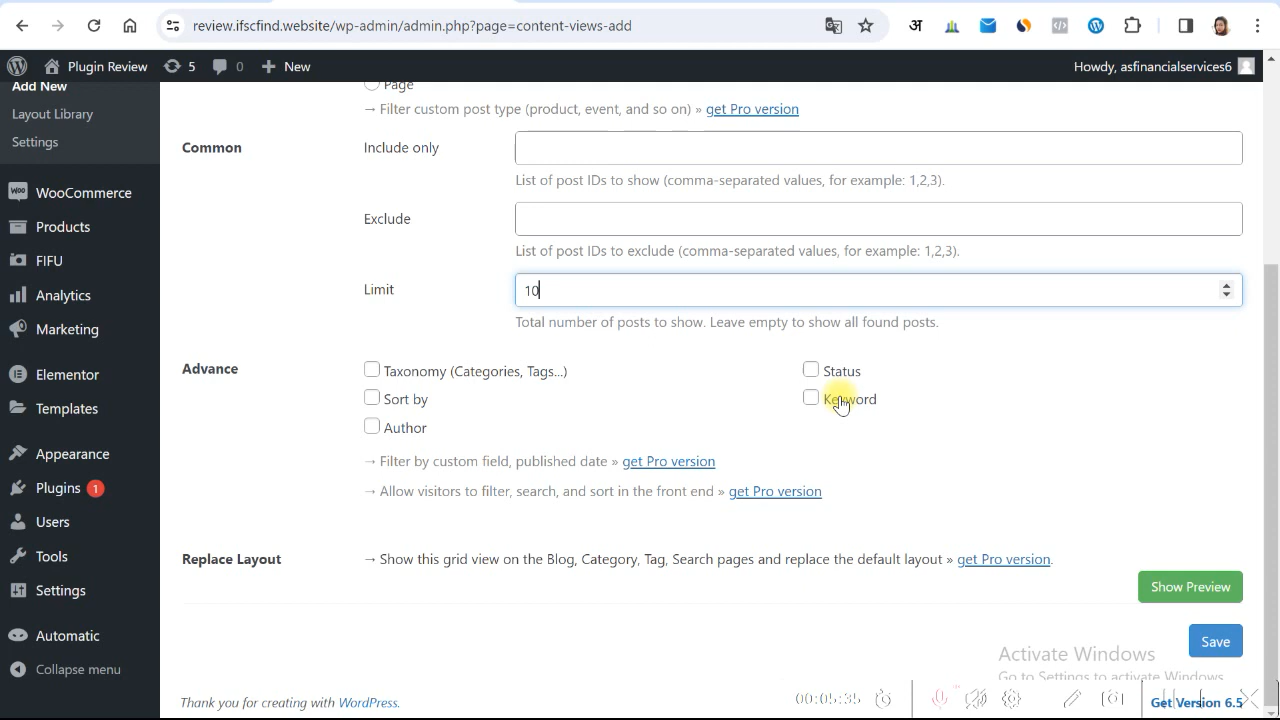 review.ifscfind.website/wp-admin/admin.php?page=content-views-add
अ
Plugin Review 5 0 New
Howdy, asfinancialservices6
Add New
Layout Library
Settings
WooCommerce
Products
FIFU
Analytics
Marketing
Elementor
Templates
Appearance
Plugins 1
Users
Tools
Settings
Automatic
Collapse menu
Page
→ Filter custom post type (product, event, and so on) » get Pro version
Common
Include only
List of post IDs to show (comma-separated values, for example: 1,2,3).
Exclude
List of post IDs to exclude (comma-separated values, for example: 1,2,3).
Limit
10
Total number of posts to show. Leave empty to show all found posts.
Advance
Taxonomy (Categories, Tags...)
Status
Sort by
Keyword
Author
→ Filter by custom field, published date » get Pro version
→ Allow visitors to filter, search, and sort in the front end » get Pro version
Replace Layout
→ Show this grid view on the Blog, Category, Tag, Search pages and replace the default layout » get Pro version.
Show Preview
Save
Activate Windows
Go to Settings to activate Windows.
Thank you for creating with WordPress.
00:05:35
Get Version 6.5